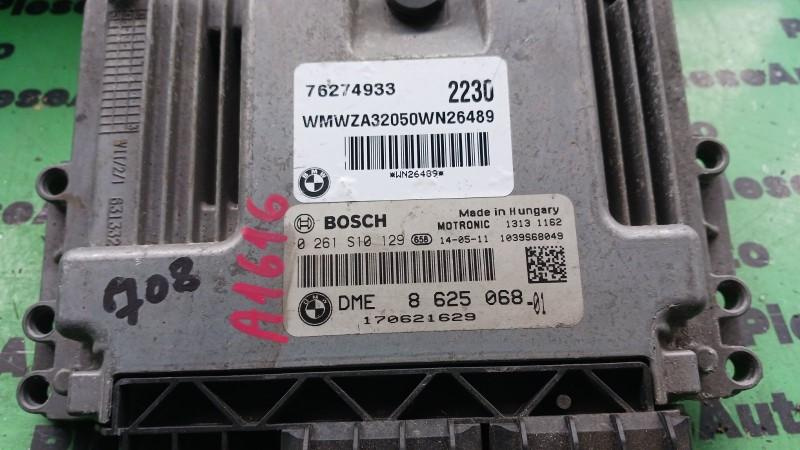 76274933 2230
WMWZA32050WN26489
*WN26489*
BOSCH
Made in Hungary
MOTRONIC 1313 1162
0 261 S10 129 658 14-05-11 1039S68049
DME 8 625 068-01
170621629
A1616
708